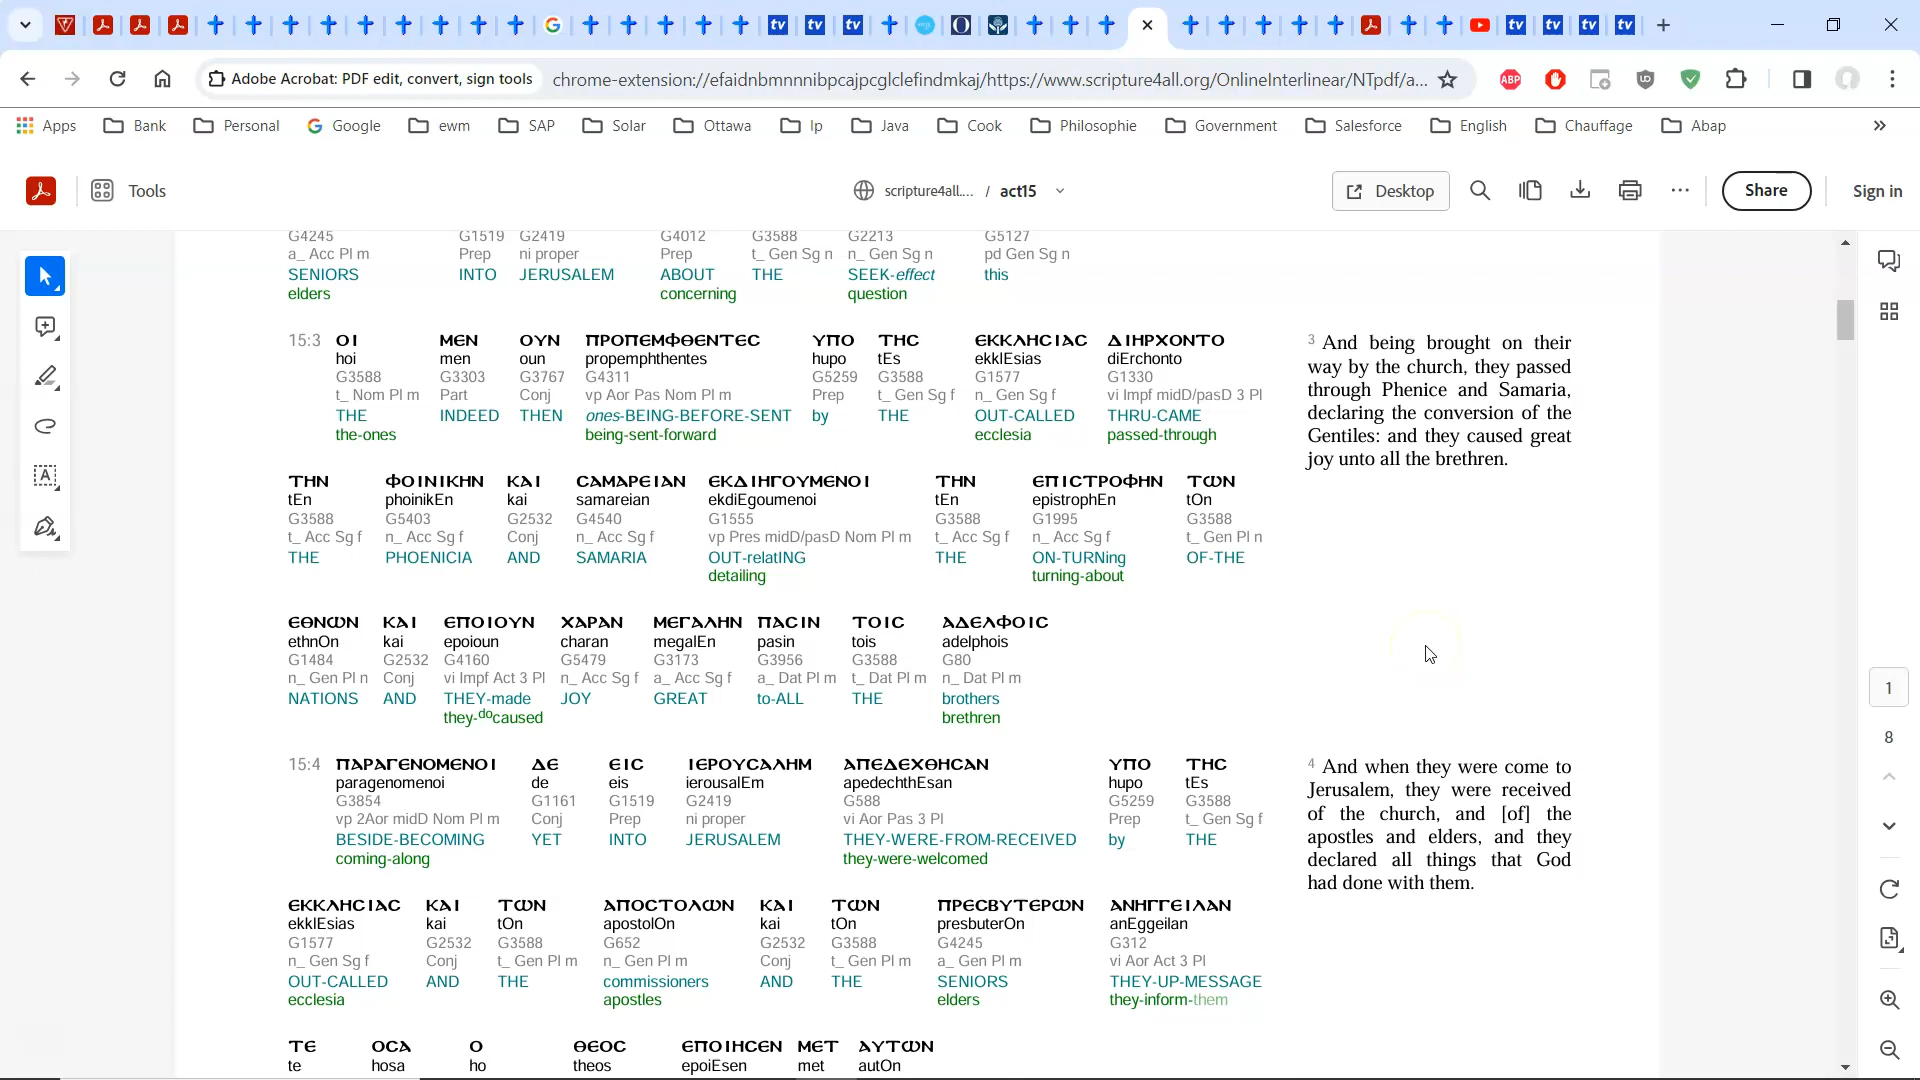 Adobe Acrobat: PDF edit, convert, sign tools chrome-extension://efaidnbmnnnibpcajpcglclefindmkaj/https://www.scripture4all.org/OnlineInterlinear/NTpdf/a...
Apps Bank Personal Google ewm SAP Solar Ottawa Ip Java Cook Philosophie Government Salesforce English Chauffage Abap
Tools scripture4all.... / act15 Desktop Share Sign in
G4245 G1519 G2419 G4012 G3588 G2213 G5127
a_ Acc Pl m Prep ni proper Prep t_ Gen Sg n n_ Gen Sg n pd Gen Sg n
SENIORS INTO JERUSALEM ABOUT THE SEEK-effect this
elders concerning question
15:3 ΟΙ ΜΕΝ ΟΥΝ ΠΡΟΠΕΜΦΘΕΝΤΕϹ ΥΠΟ ΤΗϹ ΕΚΚΛΗϹΙΑϹ ΔΙΗΡΧΟΝΤΟ
hoi men oun propemphthentes hupo tEs ekklEsias diErchonto
G3588 G3303 G3767 G4311 G5259 G3588 G1577 G1330
t_ Nom Pl m Part Conj vp Aor Pas Nom Pl m Prep t_ Gen Sg f n_ Gen Sg f vi Impf midD/pasD 3 Pl
THE INDEED THEN ones-BEING-BEFORE-SENT by THE OUT-CALLED THRU-CAME
the-ones being-sent-forward ecclesia passed-through
3 And being brought on their
way by the church, they passed
through Phenice and Samaria,
declaring the conversion of the
Gentiles: and they caused great
joy unto all the brethren.
ΤΗΝ ΦΟΙΝΙΚΗΝ ΚΑΙ ϹΑΜΑΡΕΙΑΝ ΕΚΔΙΗΓΟΥΜΕΝΟΙ ΤΗΝ ΕΠΙϹΤΡΟΦΗΝ ΤΩΝ
tEn phoinikEn kai samareian ekdiEgoumenoi tEn epistrophEn tOn
G3588 G5403 G2532 G4540 G1555 G3588 G1995 G3588
t_ Acc Sg f n_ Acc Sg f Conj n_ Acc Sg f vp Pres midD/pasD Nom Pl m t_ Acc Sg f n_ Acc Sg f t_ Gen Pl n
THE PHOENICIA AND SAMARIA OUT-relatING THE ON-TURNing OF-THE
detailing turning-about
ΕΘΝΩΝ ΚΑΙ ΕΠΟΙΟΥΝ ΧΑΡΑΝ ΜΕΓΑΛΗΝ ΠΑϹΙΝ ΤΟΙϹ ΑΔΕΛΦΟΙϹ
ethnOn kai epoioun charan megalEn pasin tois adelphois
G1484 G2532 G4160 G5479 G3173 G3956 G3588 G80
n_ Gen Pl n Conj vi Impf Act 3 Pl n_ Acc Sg f a_ Acc Sg f a_ Dat Pl m t_ Dat Pl m n_ Dat Pl m
NATIONS AND THEY-made JOY GREAT to-ALL THE brothers
they-docaused brethren
15:4 ΠΑΡΑΓΕΝΟΜΕΝΟΙ ΔΕ ΕΙϹ ΙΕΡΟΥϹΑΛΗΜ ΑΠΕΔΕΧΘΗϹΑΝ ΥΠΟ ΤΗϹ
paragenomenoi de eis ierousalEm apedechthEsan hupo tEs
G3854 G1161 G1519 G2419 G588 G5259 G3588
vp 2Aor midD Nom Pl m Conj Prep ni proper vi Aor Pas 3 Pl Prep t_ Gen Sg f
BESIDE-BECOMING YET INTO JERUSALEM THEY-WERE-FROM-RECEIVED by THE
coming-along they-were-welcomed
4 And when they were come to
Jerusalem, they were received
of the church, and [of] the
apostles and elders, and they
declared all things that God
had done with them.
ΕΚΚΛΗϹΙΑϹ ΚΑΙ ΤΩΝ ΑΠΟϹΤΟΛΩΝ ΚΑΙ ΤΩΝ ΠΡΕϹΒΥΤΕΡΩΝ ΑΝΗΓΓΕΙΛΑΝ
ekklEsias kai tOn apostolOn kai tOn presbuterOn anEggeilan
G1577 G2532 G3588 G652 G2532 G3588 G4245 G312
n_ Gen Sg f Conj t_ Gen Pl m n_ Gen Pl m Conj t_ Gen Pl m a_ Gen Pl m vi Aor Act 3 Pl
OUT-CALLED AND THE commissioners AND THE SENIORS THEY-UP-MESSAGE
ecclesia apostles elders they-inform-them
ΤΕ ΟϹΑ Ο ΘΕΟϹ ΕΠΟΙΗϹΕΝ ΜΕΤ ΑΥΤΩΝ
te hosa ho theos epoiEsen met autOn
1
8